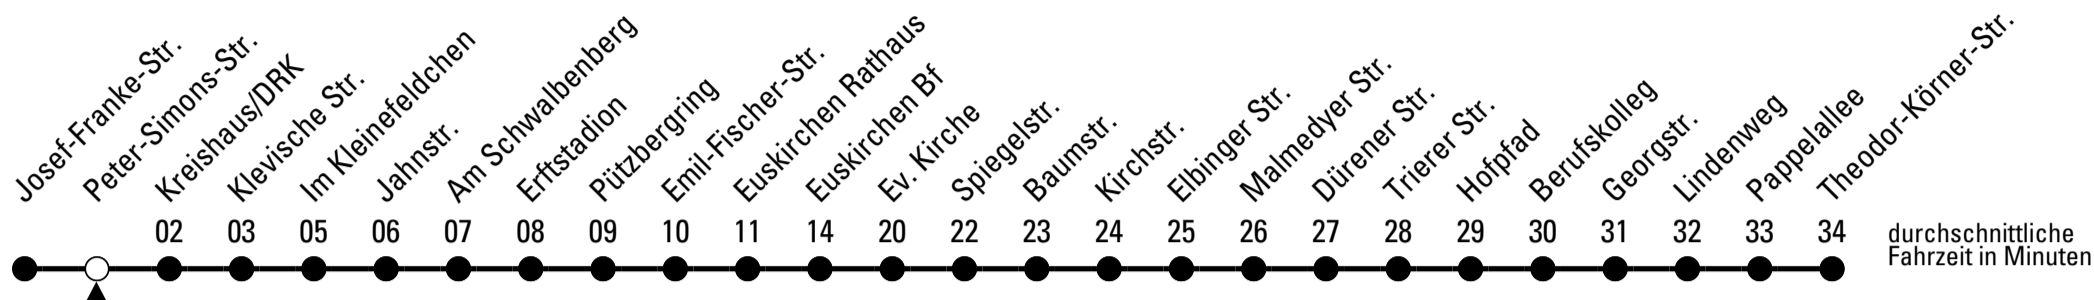 Josef-Franke-Str.
Peter-Simons-Str.
Kreishaus/DRK
Klevische Str.
Im Kleinefeldchen
Jahnstr.
Am Schwalbenberg
Erftstadion
Pützbergring
Emil-Fischer-Str.
Euskirchen Rathaus
Euskirchen Bf
Ev. Kirche
Spiegelstr.
Baumstr.
Kirchstr.
Elbinger Str.
Malmedyer Str.
Dürener Str.
Trierer Str.
Hofpfad
Berufskolleg
Georgstr.
Lindenweg
Pappelallee
Theodor-Körner-Str.
02 03 05 06 07 08 09 10 11 14 20 22 23 24 25 26 27 28 29 30 31 32 33 34
durchschnittliche
Fahrzeit in Minuten